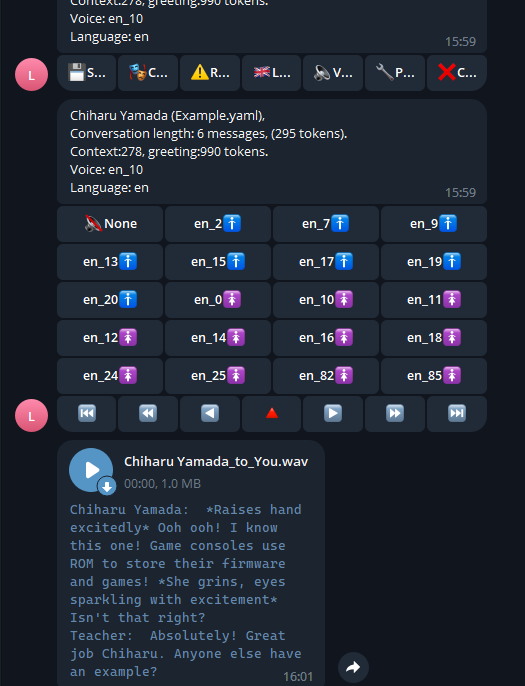 Context:278, greeting:990 tokens.
Voice: en_10
Language: en
15:59
L
S...
C...
R...
L...
V...
P...
C...
Chiharu Yamada (Example.yaml),
Conversation length: 6 messages, (295 tokens).
Context:278, greeting:990 tokens.
Voice: en_10
Language: en
15:59
None en_2 en_7 en_9
en_13 en_15 en_17 en_19
en_20 en_0 en_10 en_11
en_12 en_14 en_16 en_18
en_24 en_25 en_82 en_85
L
Chiharu Yamada_to_You.wav
00:00, 1.0 MB
Chiharu Yamada:  *Raises hand
excitedly* Ooh ooh! I know
this one! Game consoles use
ROM to store their firmware
and games! *She grins, eyes
sparkling with excitement*
Isn't that right?
Teacher:  Absolutely! Great
job Chiharu. Anyone else have
an example?
16:01